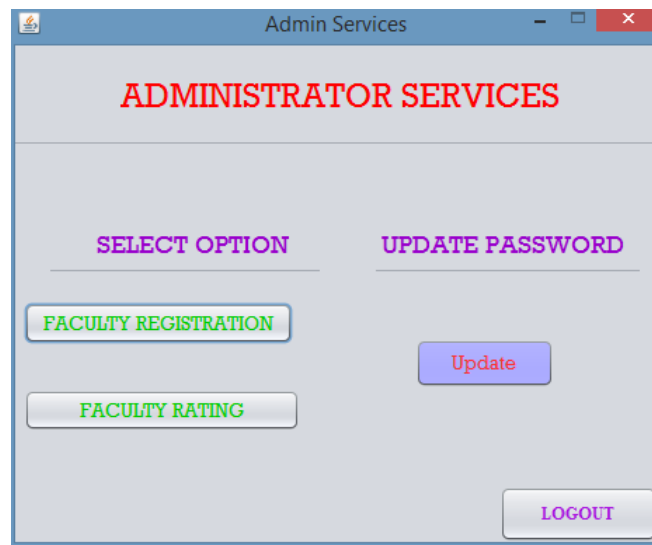 Admin Services
ADMINISTRATOR SERVICES
SELECT OPTION
UPDATE PASSWORD
FACULTY REGISTRATION
Update
FACULTY RATING
LOGOUT